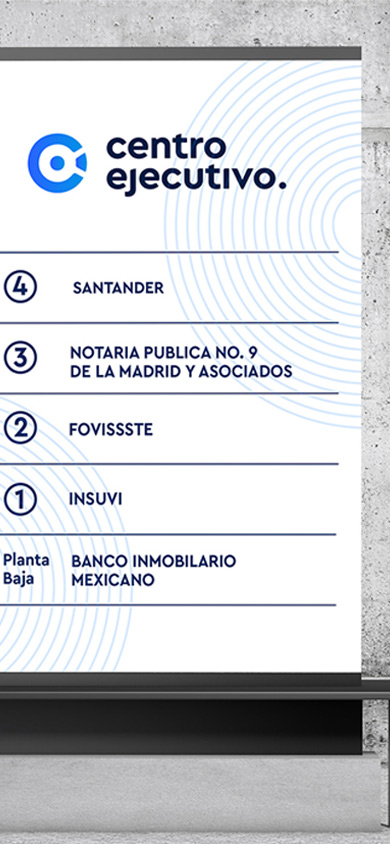 centro
ejecutivo.
4 SANTANDER
3 NOTARIA PUBLICA NO. 9
DE LA MADRID Y ASOCIADOS
2 FOVISSSTE
1 INSUVI
Planta BANCO INMOBILARIO
Baja MEXICANO